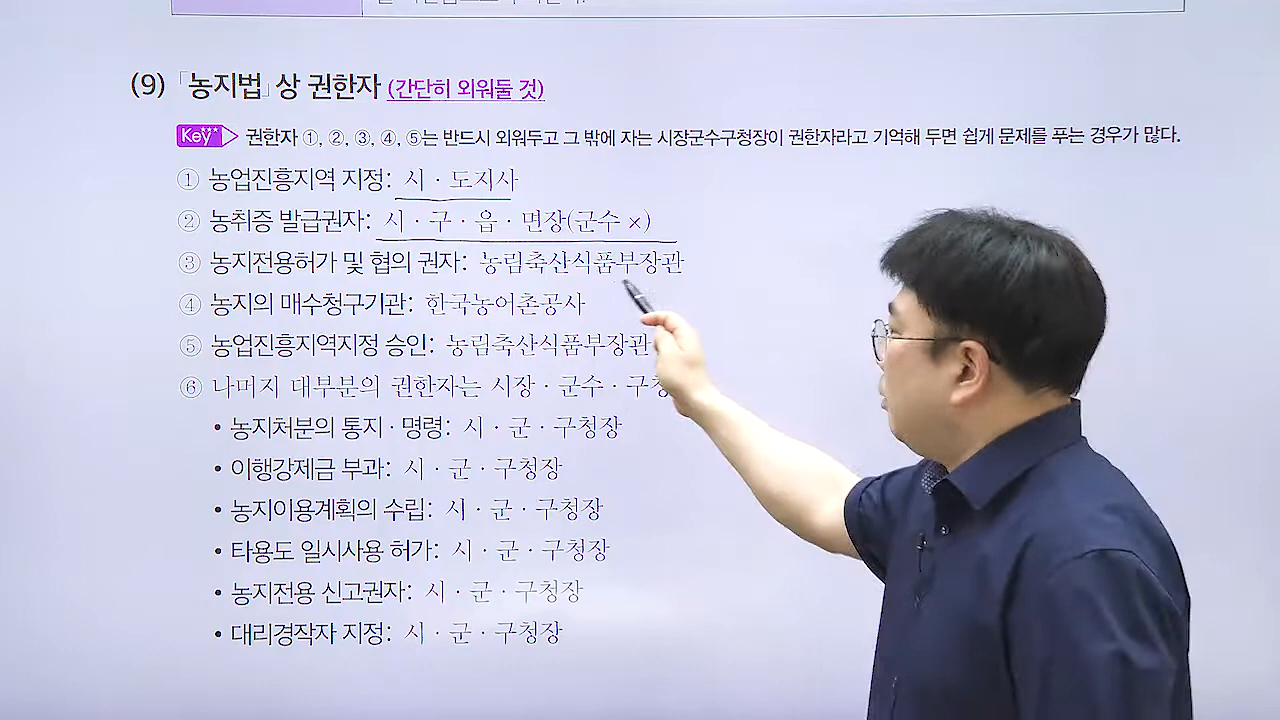 (9) 「농지법」상 권한자 (간단히 외워둘 것)
Key 권한자 ①, ②, ③, ④, ⑤는 반드시 외워두고 그 밖에 자는 시장군수구청장이 권한자라고 기억해 두면 쉽게 문제를 푸는 경우가 많다.
① 농업진흥지역 지정: 시·도지사
② 농취증 발급권자: 시·구·읍·면장(군수 ×)
③ 농지전용허가 및 협의 권자: 농림축산식품부장관
④ 농지의 매수청구기관: 한국농어촌공사
⑤ 농업진흥지역지정 승인: 농림축산식품부장관
⑥ 나머지 대부분의 권한자는 시장·군수·구청
• 농지처분의 통지·명령: 시·군·구청장
• 이행강제금 부과: 시·군·구청장
• 농지이용계획의 수립: 시·군·구청장
• 타용도 일시사용 허가: 시·군·구청장
• 농지전용 신고권자: 시·군·구청장
• 대리경작자 지정: 시·군·구청장